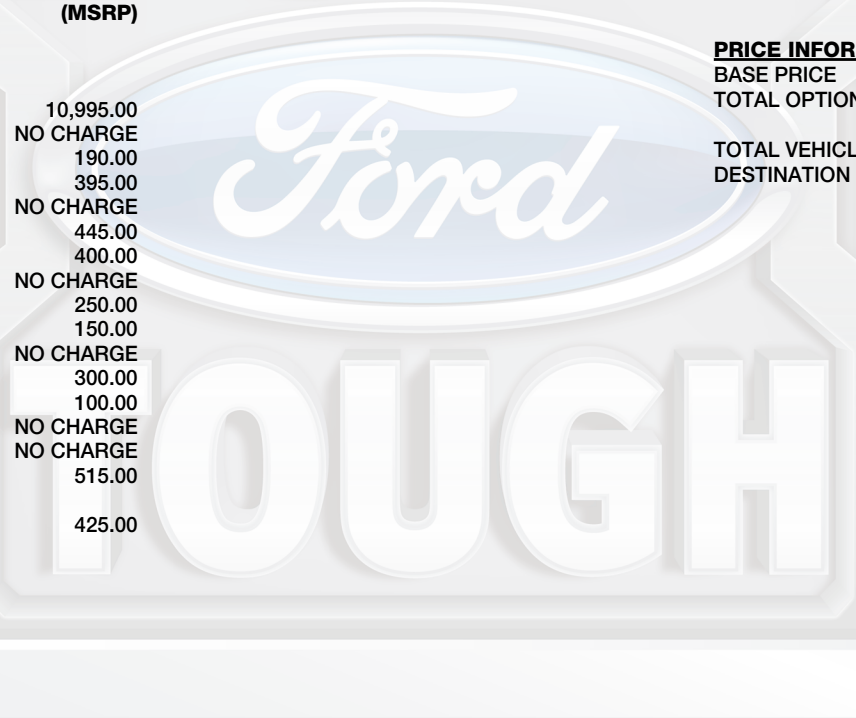 (MSRP)
10,995.00
NO CHARGE
190.00
395.00
NO CHARGE
445.00
400.00
NO CHARGE
250.00
150.00
NO CHARGE
300.00
100.00
NO CHARGE
NO CHARGE
515.00
425.00
PRICE INFOR
BASE PRICE
TOTAL OPTION
TOTAL VEHICL
DESTINATION
Ford
TOUGH